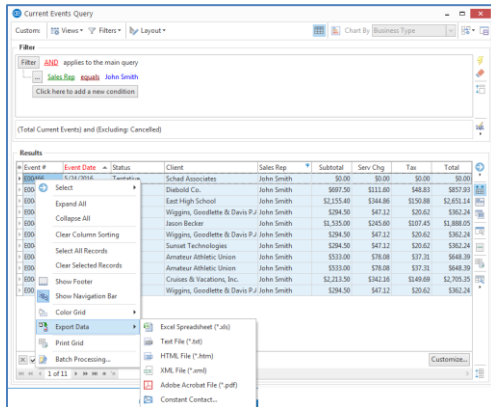 Current Events Query
Custom: Views Filters Layout Chart By Business Type
Filter
Filter AND applies to the main query
... Sales Rep equals John Smith
Click here to add a new condition
(Total Current Events) and (Excluding: Cancelled)
Results
Event # Event Date Status Client Sales Rep Subtotal Serv Chg Tax Total
E00466 5/24/2016 Tentative Schad Associates John Smith $0.00 $0.00 $0.00 $0.00
Diabold Co. John Smith $697.50 $111.60 $48.83 $857.93
East High School John Smith $2,155.40 $344.86 $150.88 $2,651.14
Wiggins, Goodlette & Davis P.A John Smith $294.50 $47.12 $20.62 $362.24
Jason Becker John Smith $1,535.00 $245.60 $107.45 $1,888.05
Wiggins, Goodlette & Davis P.A John Smith $294.50 $47.12 $20.62 $362.24
Sunset Technologies John Smith $294.50 $47.12 $20.62 $362.24
Amateur Athletic Union John Smith $533.00 $78.08 $37.31 $648.39
Amateur Athletic Union John Smith $533.00 $78.08 $37.31 $648.39
Cruises & Vacations, Inc. John Smith $2,213.50 $342.16 $149.69 $2,705.35
Wiggins, Goodlette & Davis P.A John Smith $294.50 $47.12 $20.62 $362.24
Select
Expand All
Collapse All
Clear Column Sorting
Select All Records
Clear Selected Records
Show Footer
Show Navigation Bar
Color Grid
Export Data
Print Grid
Batch Processing...
Excel Spreadsheet (*.xls)
Text File (*.txt)
HTML File (*.htm)
XML File (*.xml)
Adobe Acrobat File (*.pdf)
Constant Contact...
Customize...
1 of 11